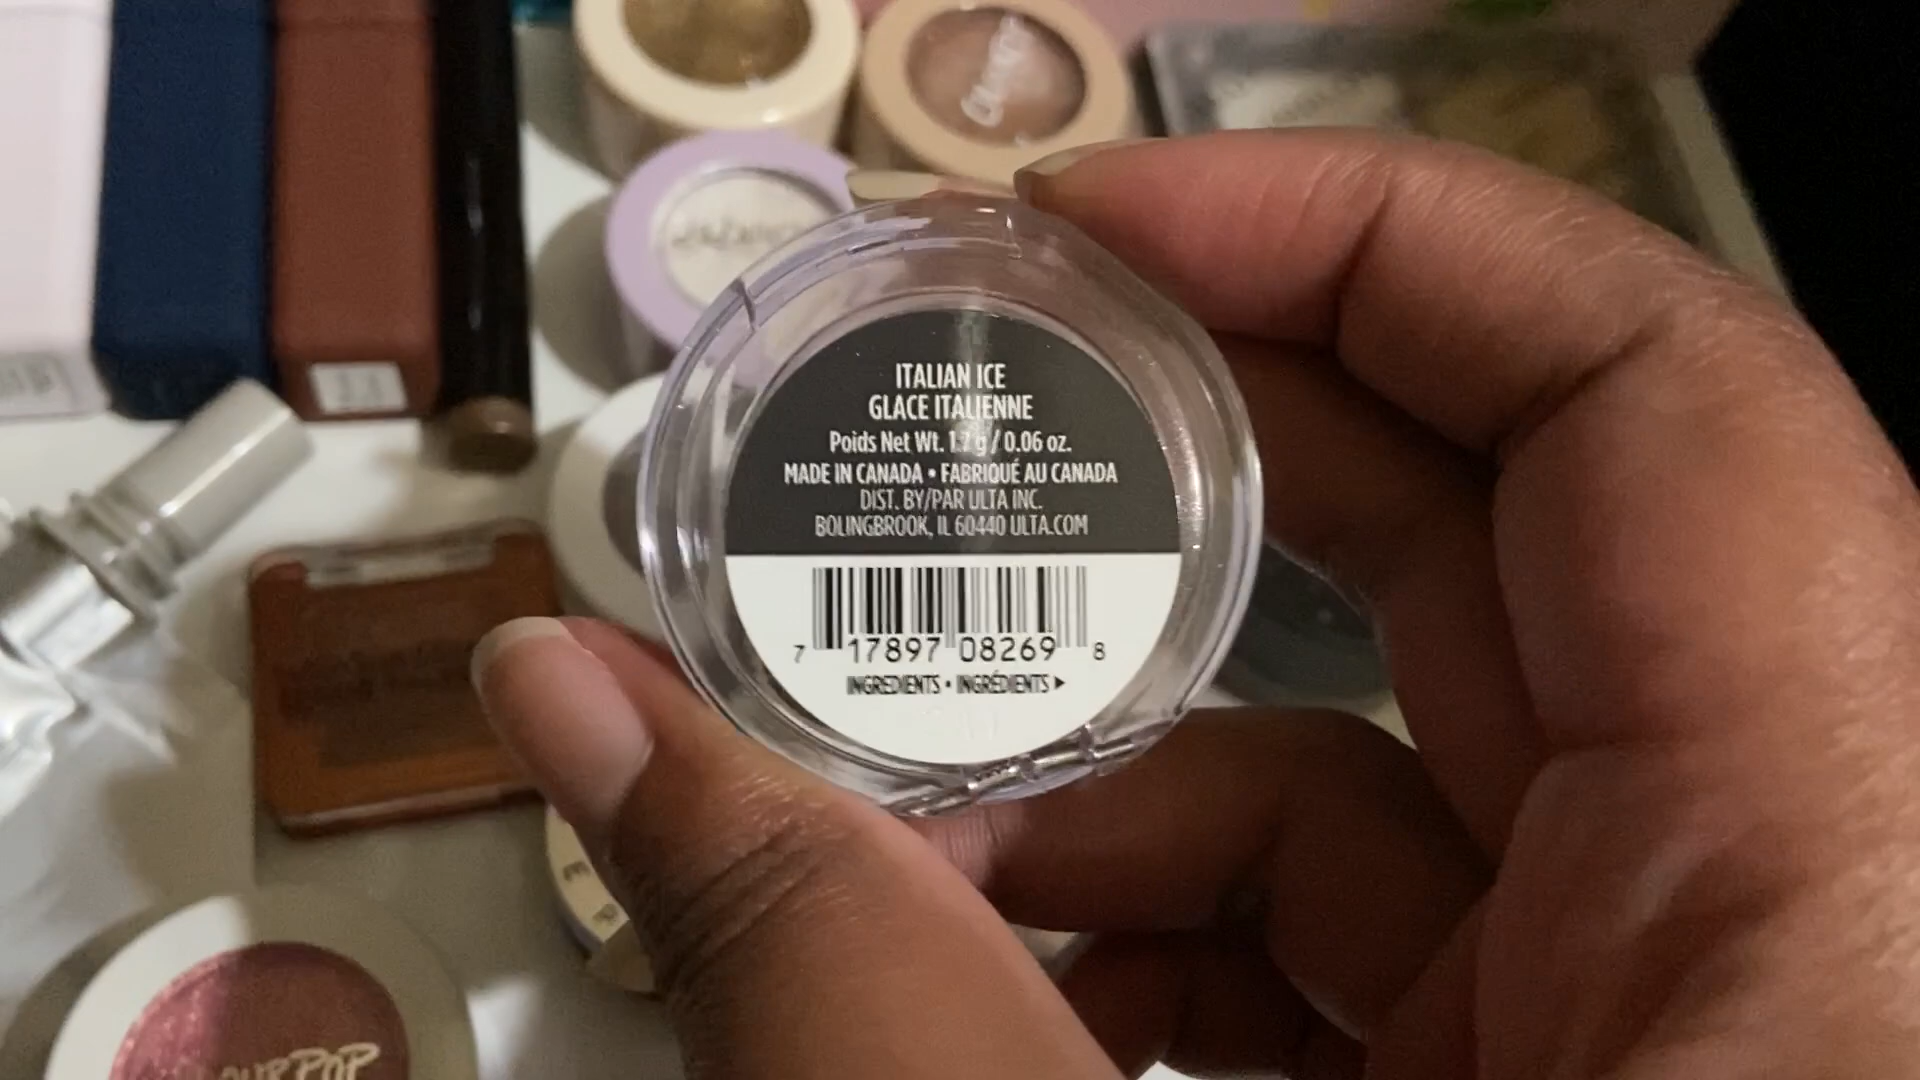 ITALIAN ICE
GLACE ITALIENNE
Poids Net Wt. 1.7 g / 0.06 oz.
MADE IN CANADA • FABRIQUÉ AU CANADA
DIST. BY/PAR ULTA INC.
BOLINGBROOK, IL 60440 ULTA.COM
7 17897 08269 8
INGREDIENTS • INGRÉDIENTS ▶
OURPOP